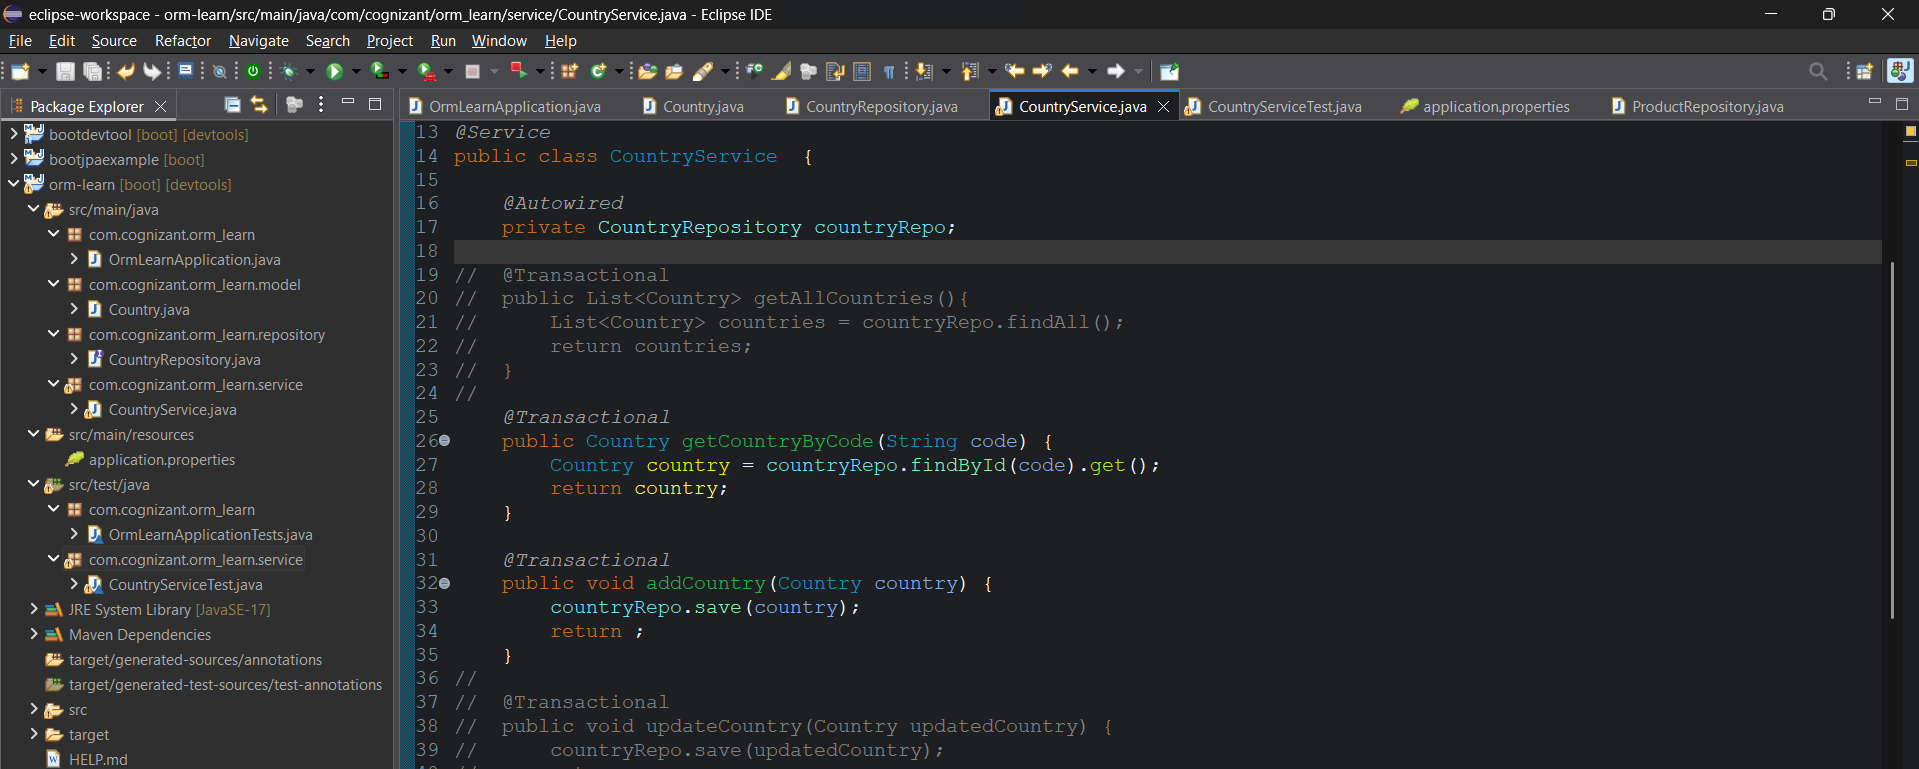 eclipse-workspace - orm-learn/src/main/java/com/cognizant/orm_learn/service/CountryService.java - Eclipse IDE
File Edit Source Refactor Navigate Search Project Run Window Help
Package Explorer
OrmLearnApplication.java Country.java CountryRepository.java CountryService.java CountryServiceTest.java application.properties ProductRepository.java
bootdevtool [boot] [devtools]
bootjpaexample [boot]
orm-learn [boot] [devtools]
src/main/java
com.cognizant.orm_learn
OrmLearnApplication.java
com.cognizant.orm_learn.model
Country.java
com.cognizant.orm_learn.repository
CountryRepository.java
com.cognizant.orm_learn.service
CountryService.java
src/main/resources
application.properties
src/test/java
com.cognizant.orm_learn
OrmLearnApplicationTests.java
com.cognizant.orm_learn.service
CountryServiceTest.java
JRE System Library [JavaSE-17]
Maven Dependencies
target/generated-sources/annotations
target/generated-test-sources/test-annotations
src
target
HELP.md
13 @Service
14 public class CountryService {
15
16 @Autowired
17 private CountryRepository countryRepo;
18
19 // @Transactional
20 // public List<Country> getAllCountries(){
21 // List<Country> countries = countryRepo.findAll();
22 // return countries;
23 // }
24 //
25 @Transactional
26 public Country getCountryByCode(String code) {
27 Country country = countryRepo.findById(code).get();
28 return country;
29 }
30
31 @Transactional
32 public void addCountry(Country country) {
33 countryRepo.save(country);
34 return ;
35 }
36 //
37 // @Transactional
38 // public void updateCountry(Country updatedCountry) {
39 // countryRepo.save(updatedCountry);